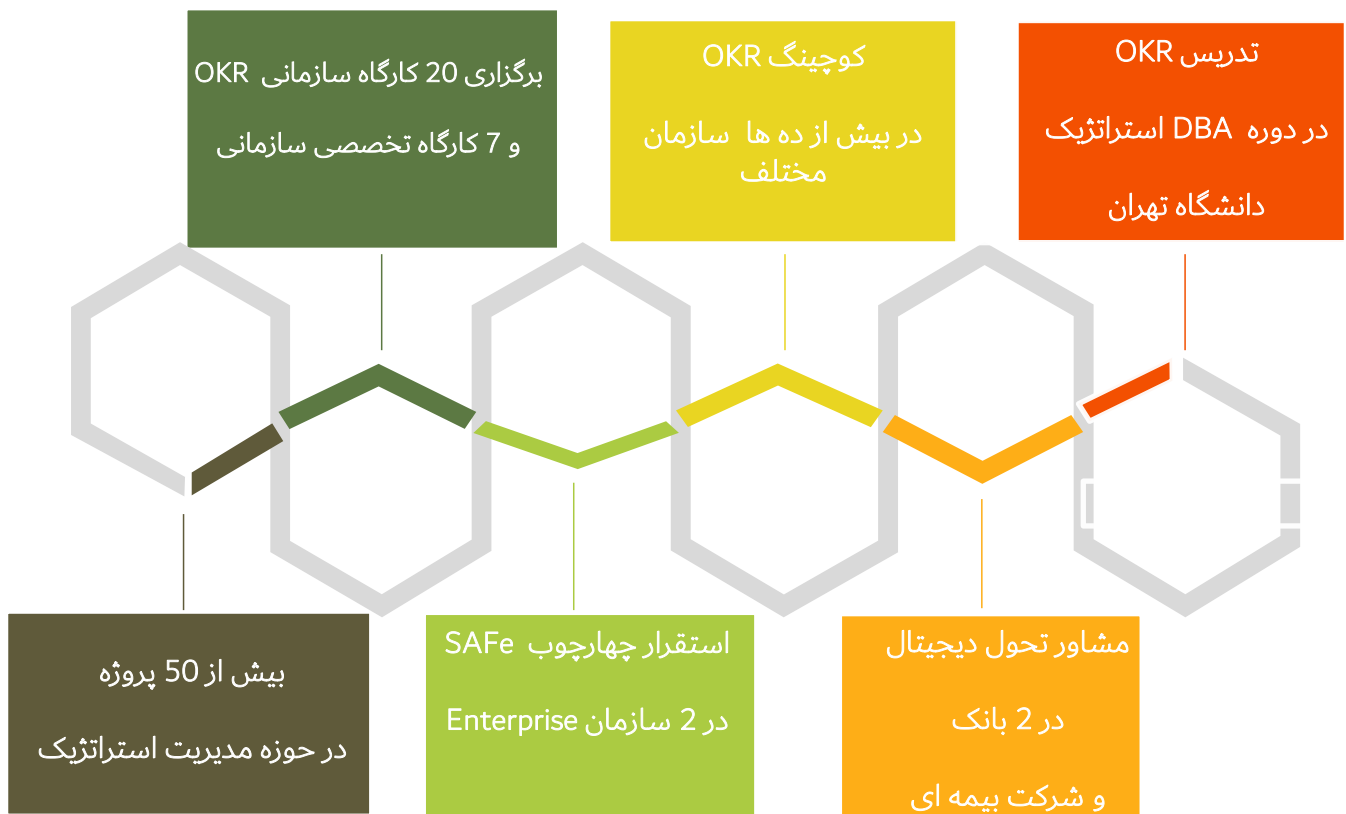 تدریس OKR
در دوره DBA استراتژیک
دانشگاه تهران
کوچینگ OKR
در بیش از ده ها سازمان
مختلف
برگزاری 20 کارگاه سازمانی OKR
و 7 کارگاه تخصصی سازمانی
مشاور تحول دیجیتال
در 2 بانک
و شرکت بیمه ای
استقرار چهارچوب SAFe
در 2 سازمان Enterprise
بیش از 50 پروژه
در حوزه مدیریت استراتژیک